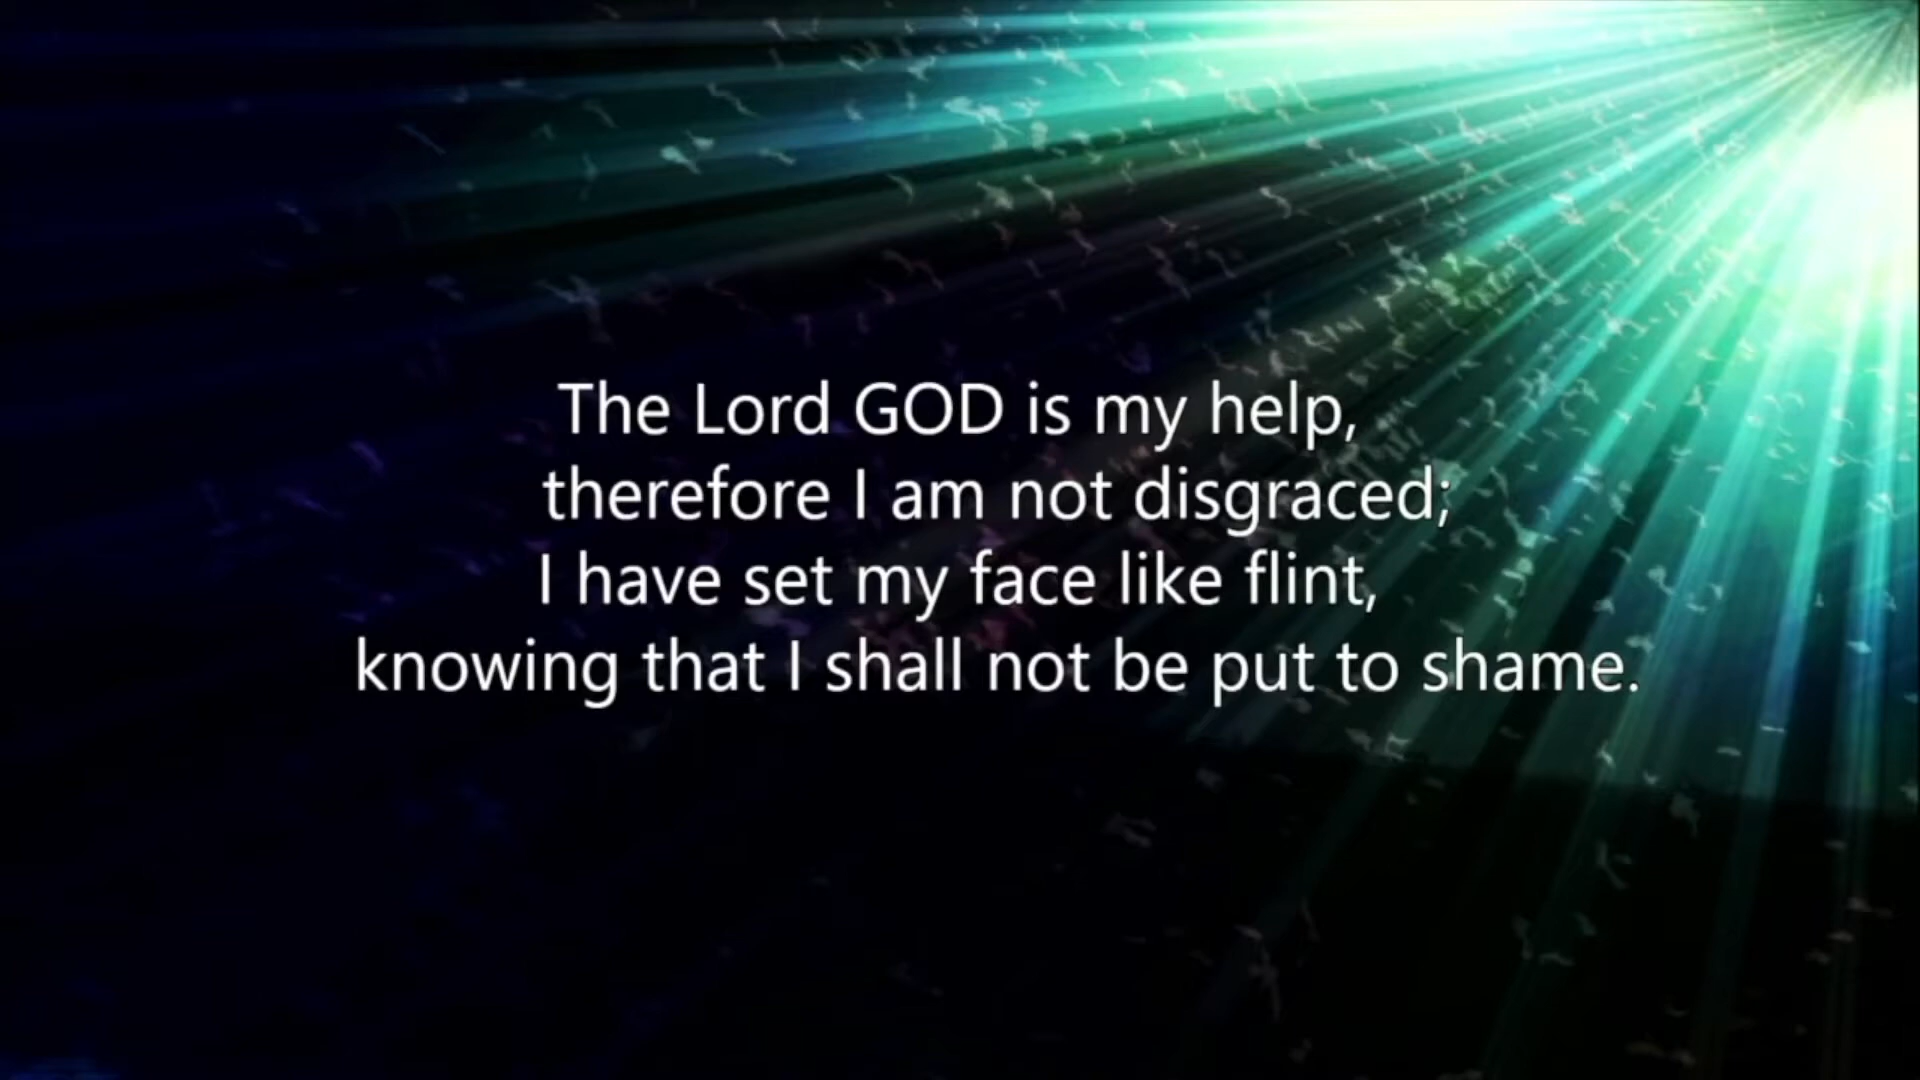 The Lord GOD is my help,
therefore I am not disgraced;
I have set my face like flint,
knowing that I shall not be put to shame.